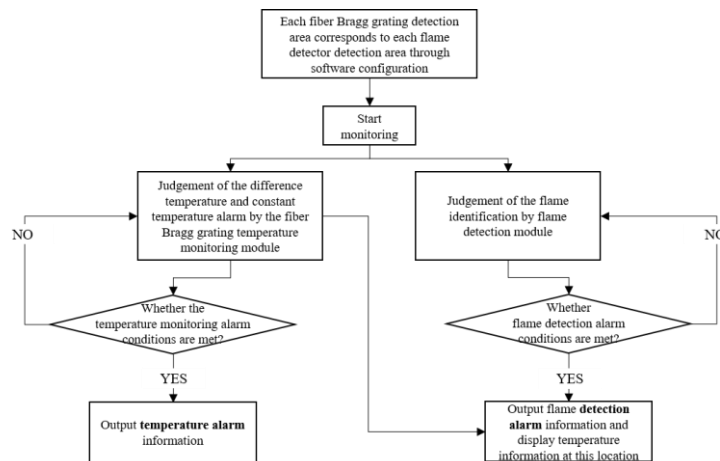 Each fiber Bragg grating detection
area corresponds to each flame
detector detection area through
software configuration
Start
monitoring
Judgement of the difference
temperature and constant
temperature alarm by the fiber
Bragg grating temperature
monitoring module
Judgement of the flame
identification by flame
detection module
NO
NO
Whether the
temperature monitoring alarm
conditions are met?
Whether
flame detection alarm
conditions are met?
YES
YES
Output temperature alarm
information
Output flame detection
alarm information and
display temperature
information at this location